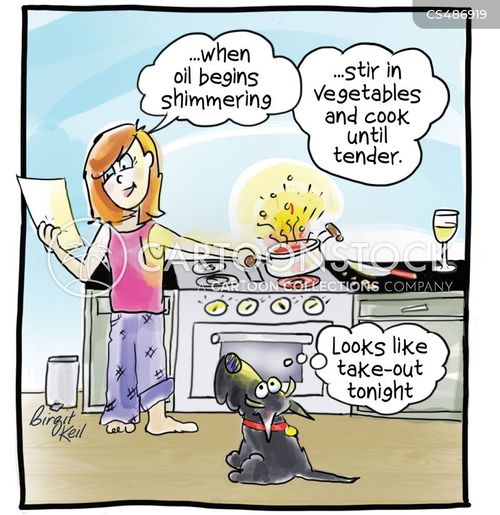 CS486919
...when
oil begins
shimmering
...stir in
vegetables
and cook
until
tender.
CARTOONSTOCK
CARTOON COLLECTIONS COMPANY
Looks like
take-out
tonight
Birgit
Keil